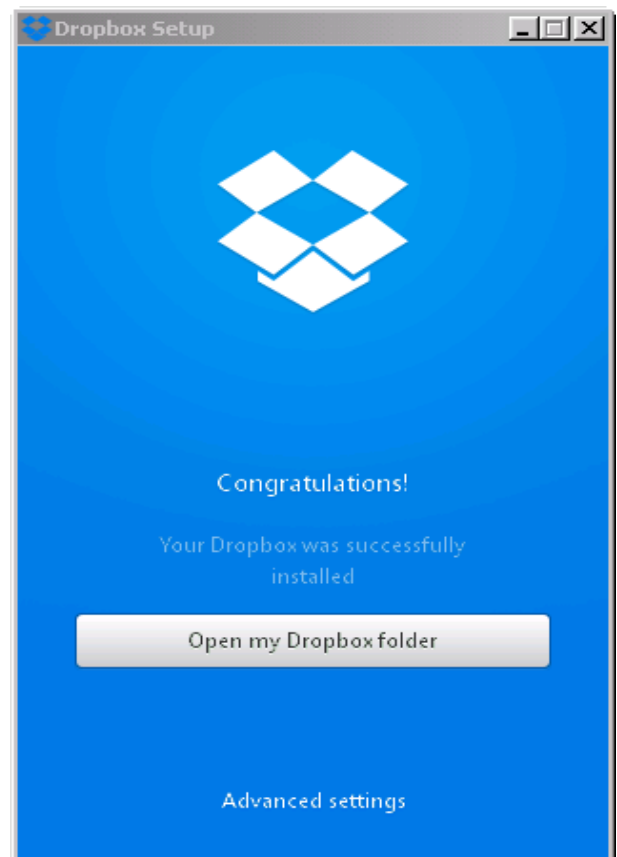 Dropbox Setup
Congratulations!
Your Dropbox was successfully
installed
Open my Dropbox folder
Advanced settings